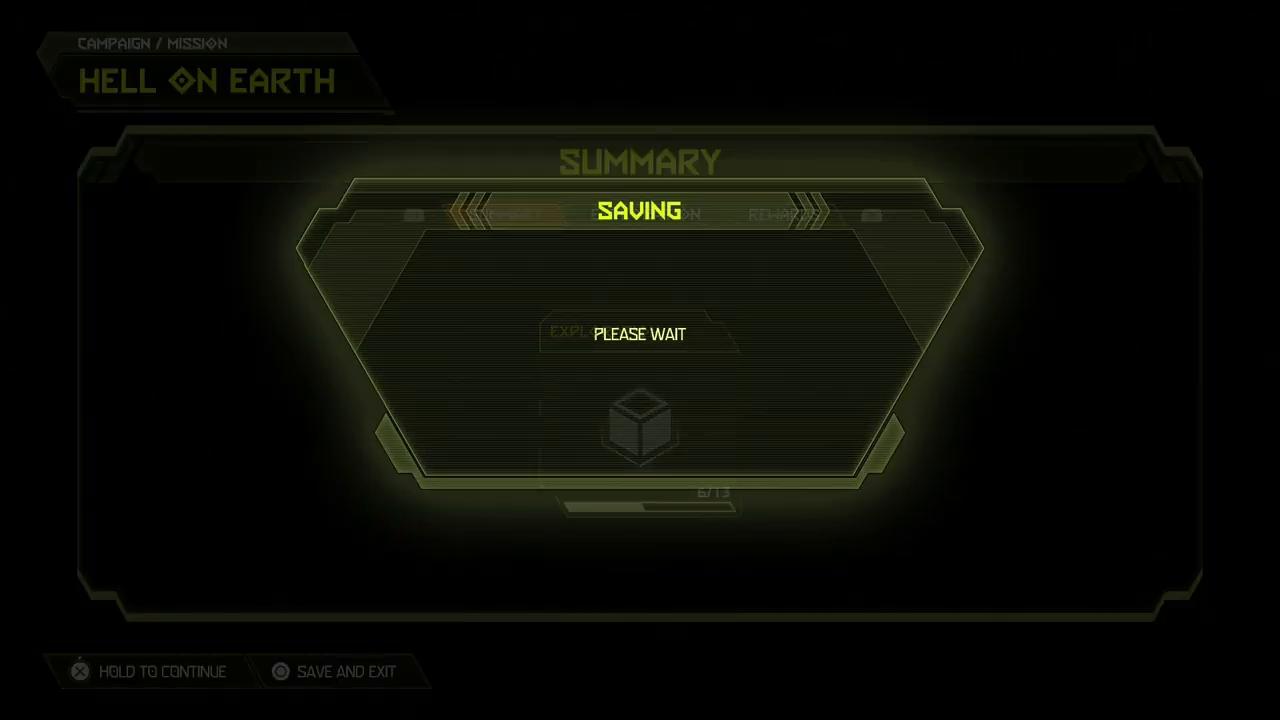 CAMPAIGN / MISSION
HELL ON EARTH
SUMMARY
SAVING
REWARDS
PLEASE WAIT
6/13
HOLD TO CONTINUE
SAVE AND EXIT